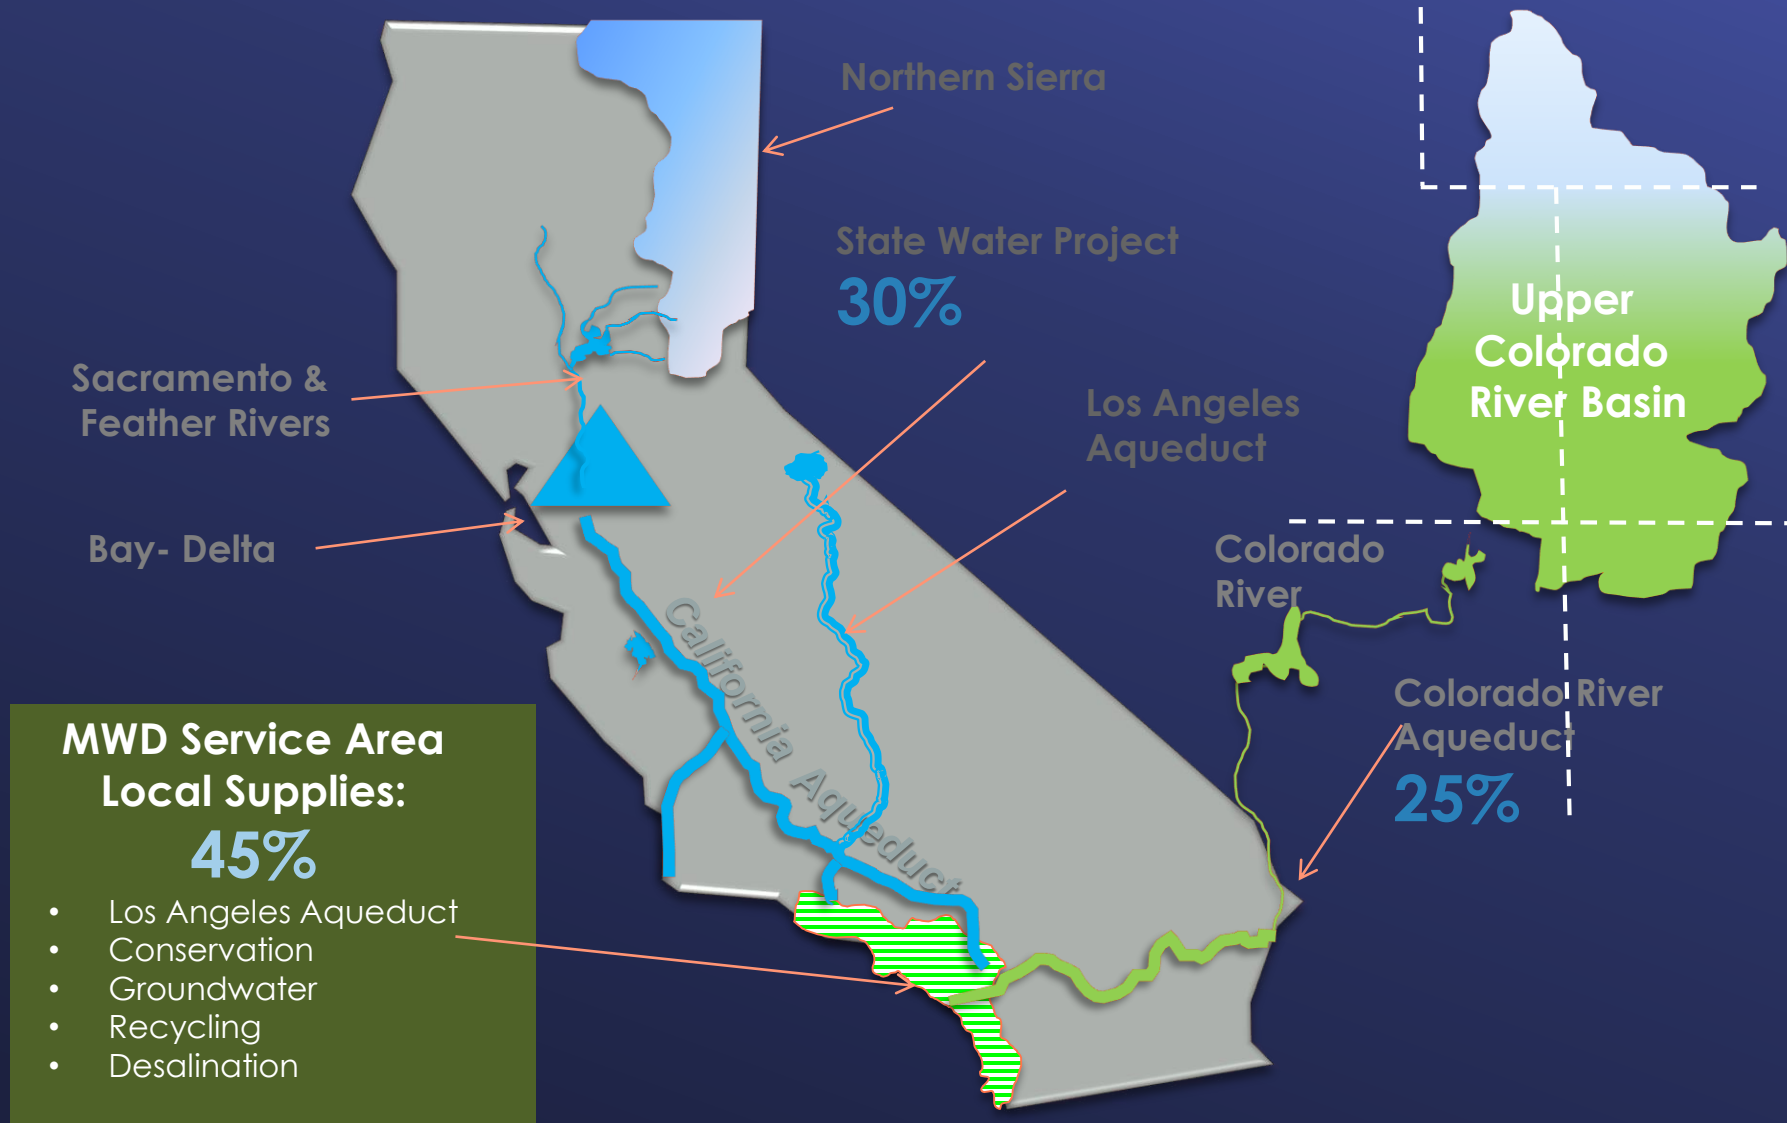 Northern Sierra
State Water Project
30%
Upper
Colorado
River Basin
Sacramento &
Feather Rivers
Los Angeles
Aqueduct
Bay- Delta
Colorado
River
California Aqueduct
Colorado River
Aqueduct
25%
MWD Service Area
Local Supplies:
45%
• Los Angeles Aqueduct
• Conservation
• Groundwater
• Recycling
• Desalination